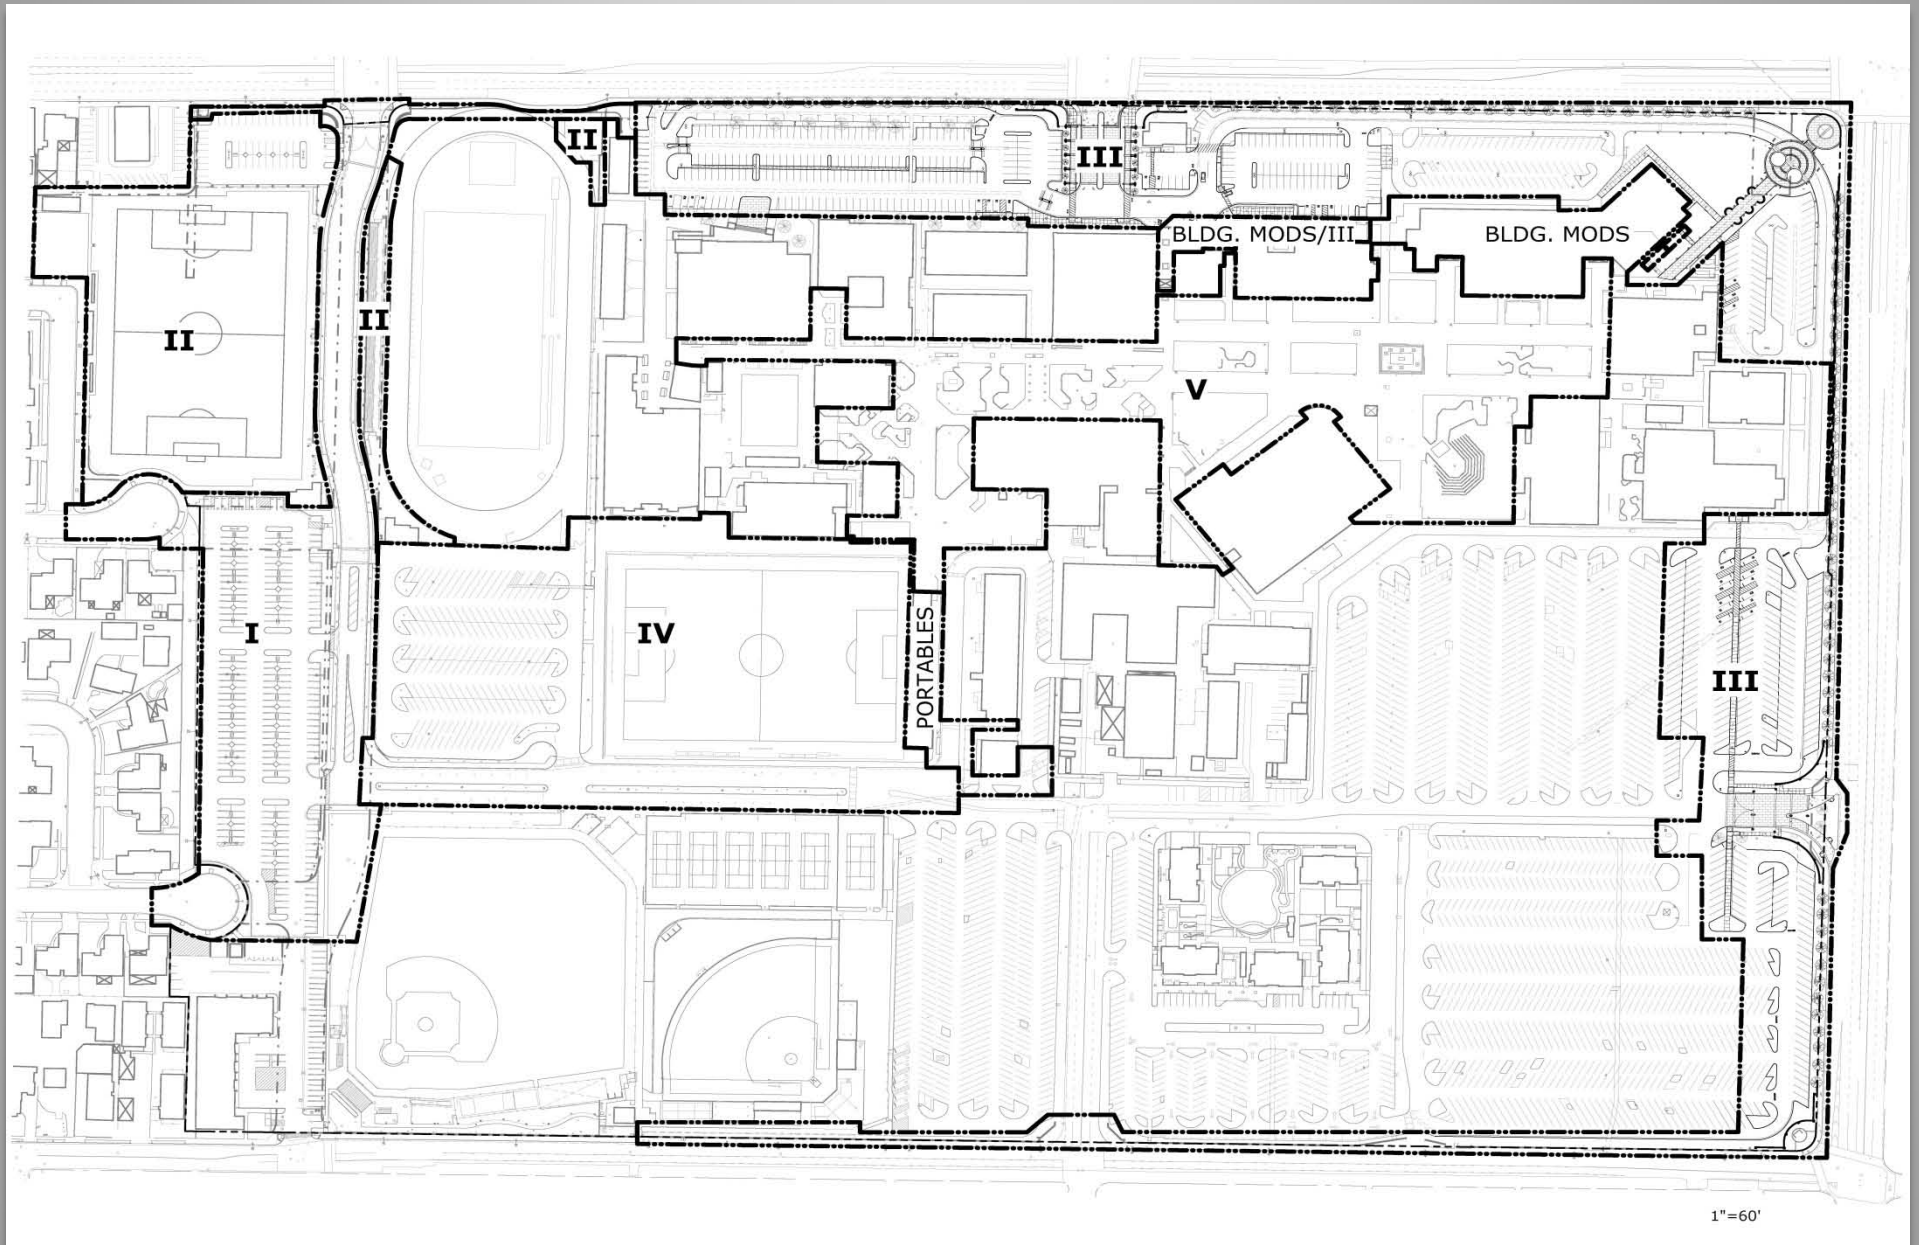 II
III
BLDG. MODS/III
BLDG. MODS
II
II
V
I
IV
PORTABLES
III
1"=60'